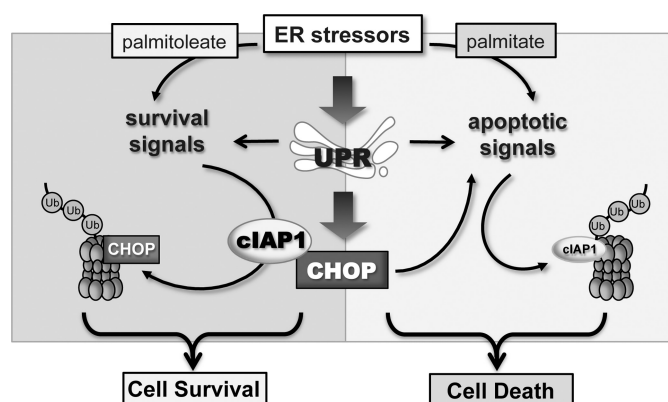 ER stressors
palmitoleate
palmitate
survival
signals
UPR
apoptotic
signals
Ub
Ub
Ub
CHOP
cIAP1
CHOP
Ub
Ub
Ub
cIAP1
Cell Survival
Cell Death